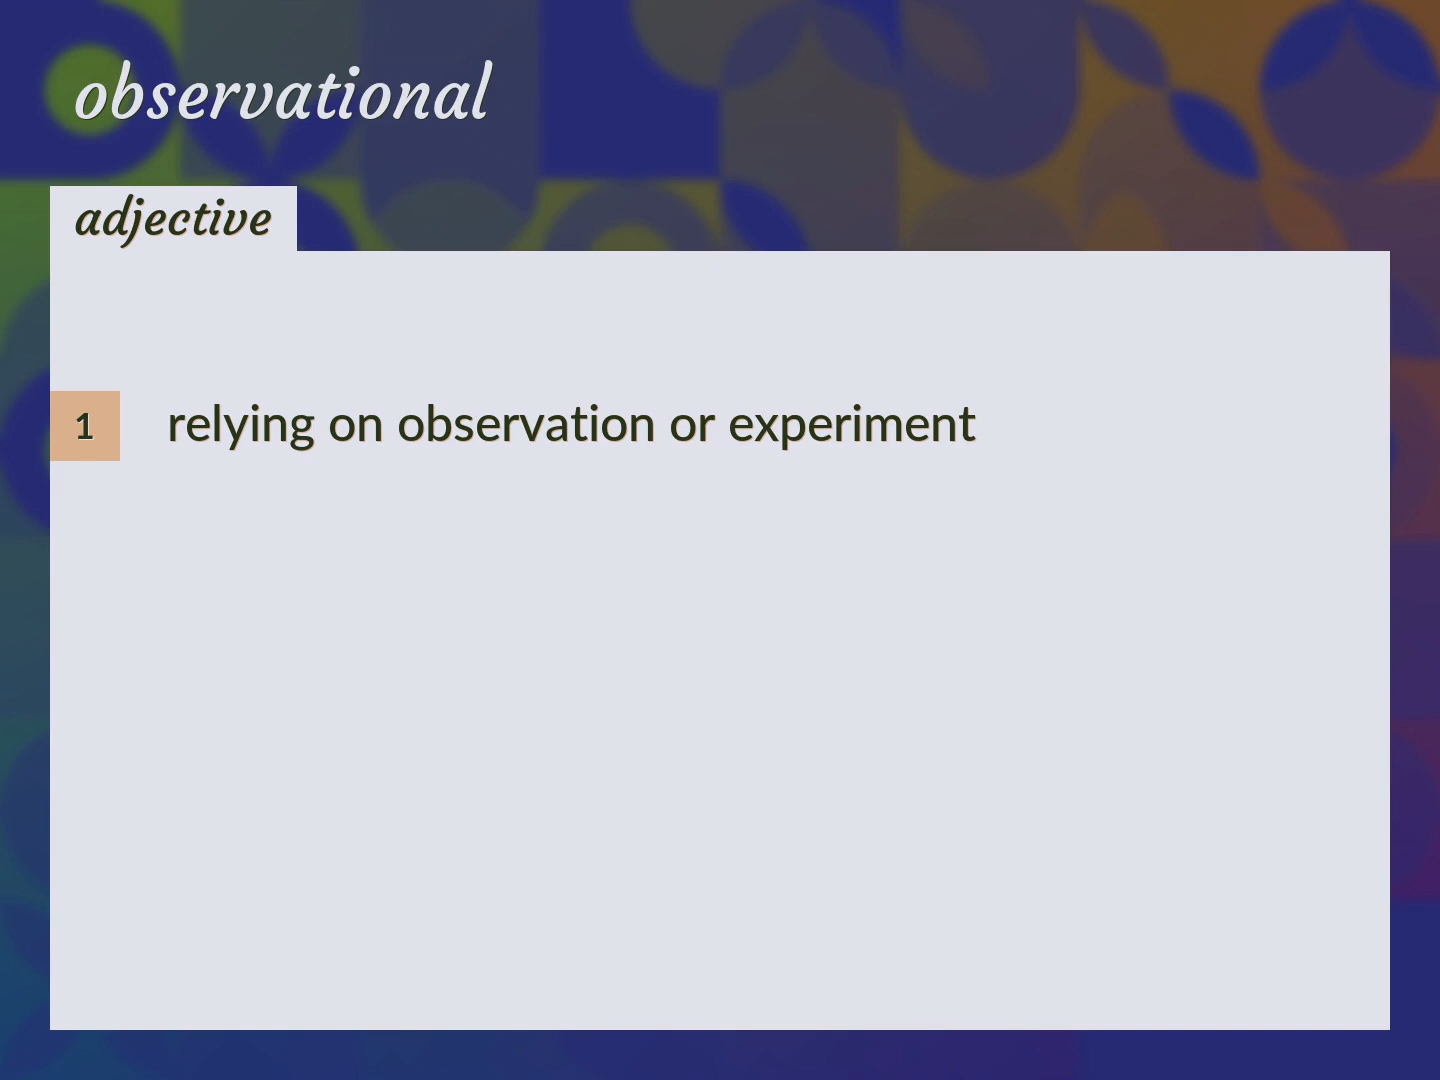 observational
adjective
1 relying on observation or experiment